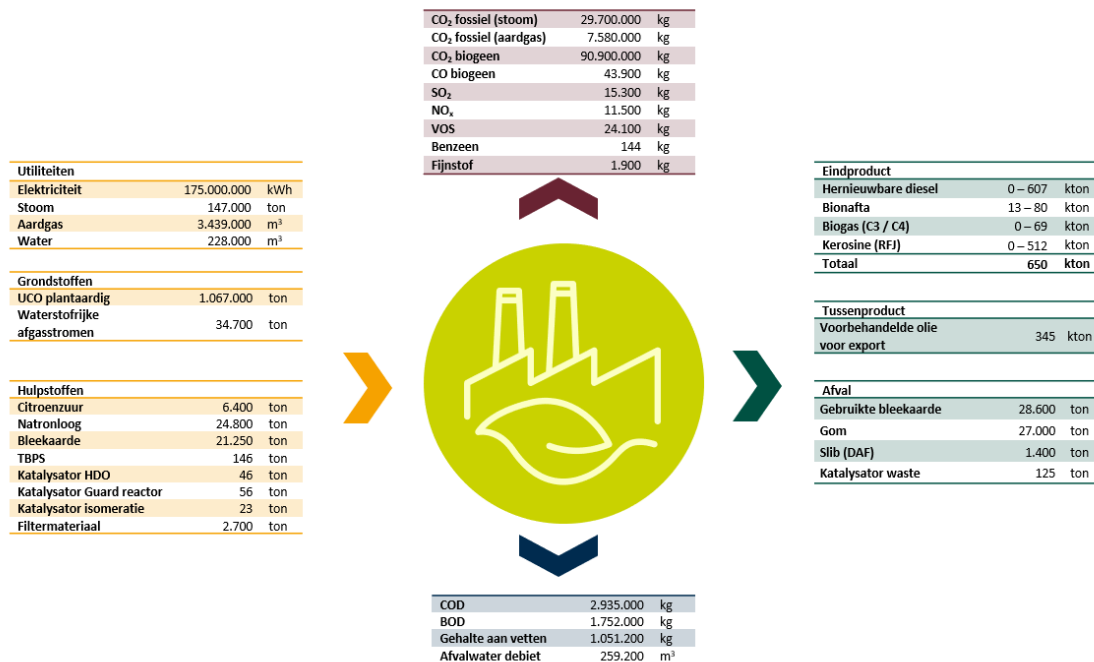 CO₂ fossiel (stoom) 29.700.000 kg
CO₂ fossiel (aardgas) 7.580.000 kg
CO₂ biogeen 90.900.000 kg
CO biogeen 43.900 kg
SO₂ 15.300 kg
NOₓ 11.500 kg
VOS 24.100 kg
Benzeen 144 kg
Fijnstof 1.900 kg
Utiliteiten
Elektriciteit 175.000.000 kWh
Stoom 147.000 ton
Aardgas 3.439.000 m³
Water 228.000 m³
Grondstoffen
UCO plantaardig 1.067.000 ton
Waterstofrijke
afgasstromen 34.700 ton
Hulpstoffen
Citroenzuur 6.400 ton
Natronloog 24.800 ton
Bleekaarde 21.250 ton
TBPS 146 ton
Katalysator HDO 46 ton
Katalysator Guard reactor 56 ton
Katalysator isomeratie 23 ton
Filtermateriaal 2.700 ton
Eindproduct
Hernieuwbare diesel 0 – 607 kton
Bionafta 13 – 80 kton
Biogas (C3 / C4) 0 – 69 kton
Kerosine (RFJ) 0 – 512 kton
Totaal 650 kton
Tussenproduct
Voorbehandelde olie
voor export 345 kton
Afval
Gebruikte bleekaarde 28.600 ton
Gom 27.000 ton
Slib (DAF) 1.400 ton
Katalysator waste 125 ton
COD 2.935.000 kg
BOD 1.752.000 kg
Gehalte aan vetten 1.051.200 kg
Afvalwater debiet 259.200 m³